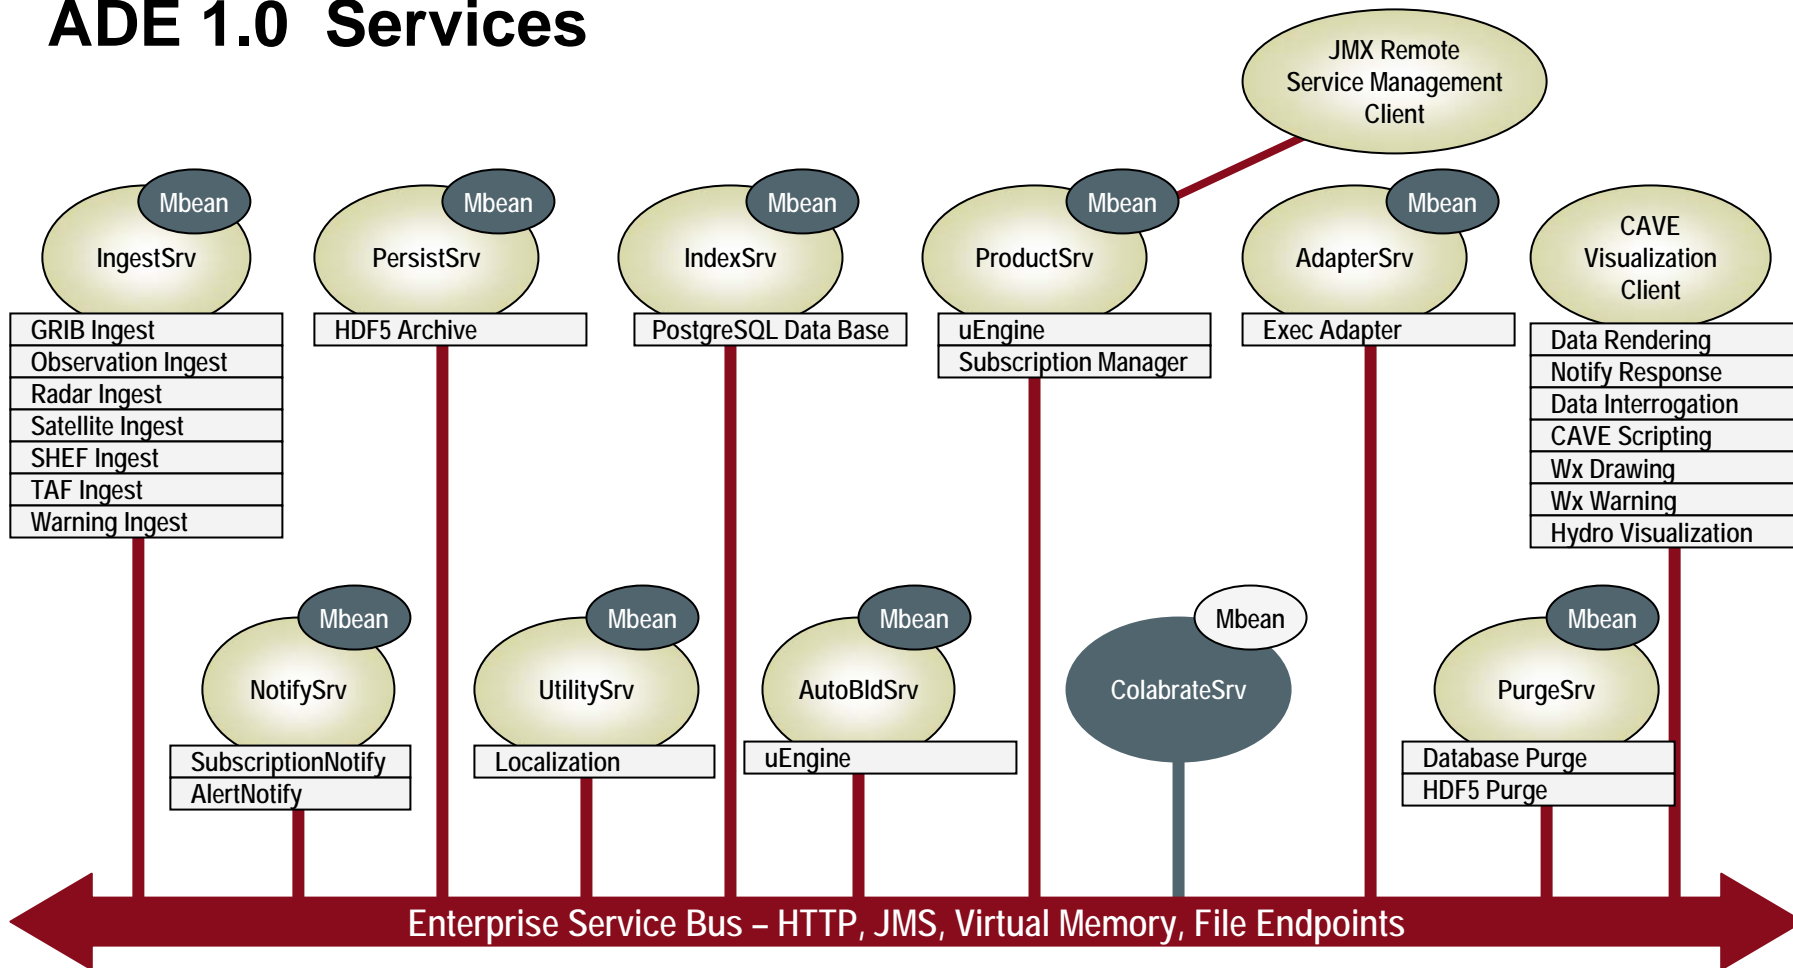 ADE 1.0 Services
JMX Remote
Service Management
Client
Mbean
IngestSrv
GRIB Ingest
Observation Ingest
Radar Ingest
Satellite Ingest
SHEF Ingest
TAF Ingest
Warning Ingest
Mbean
PersistSrv
HDF5 Archive
Mbean
IndexSrv
PostgreSQL Data Base
Mbean
ProductSrv
uEngine
Subscription Manager
Mbean
AdapterSrv
Exec Adapter
CAVE
Visualization
Client
Data Rendering
Notify Response
Data Interrogation
CAVE Scripting
Wx Drawing
Wx Warning
Hydro Visualization
Mbean
NotifySrv
SubscriptionNotify
AlertNotify
Mbean
UtilitySrv
Localization
Mbean
AutoBldSrv
uEngine
Mbean
ColabrateSrv
Mbean
PurgeSrv
Database Purge
HDF5 Purge
Enterprise Service Bus – HTTP, JMS, Virtual Memory, File Endpoints